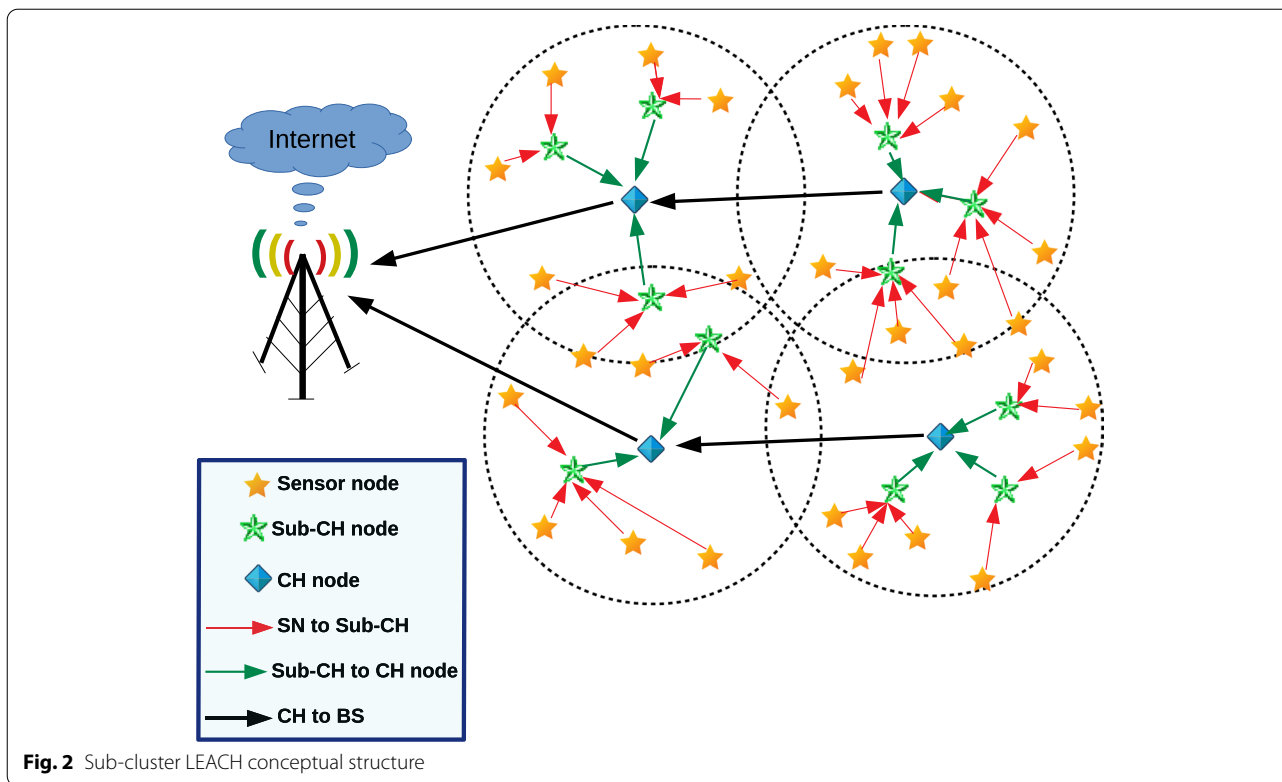 Internet
Sensor node
Sub-CH node
CH node
SN to Sub-CH
Sub-CH to CH node
CH to BS
Fig. 2 Sub-cluster LEACH conceptual structure